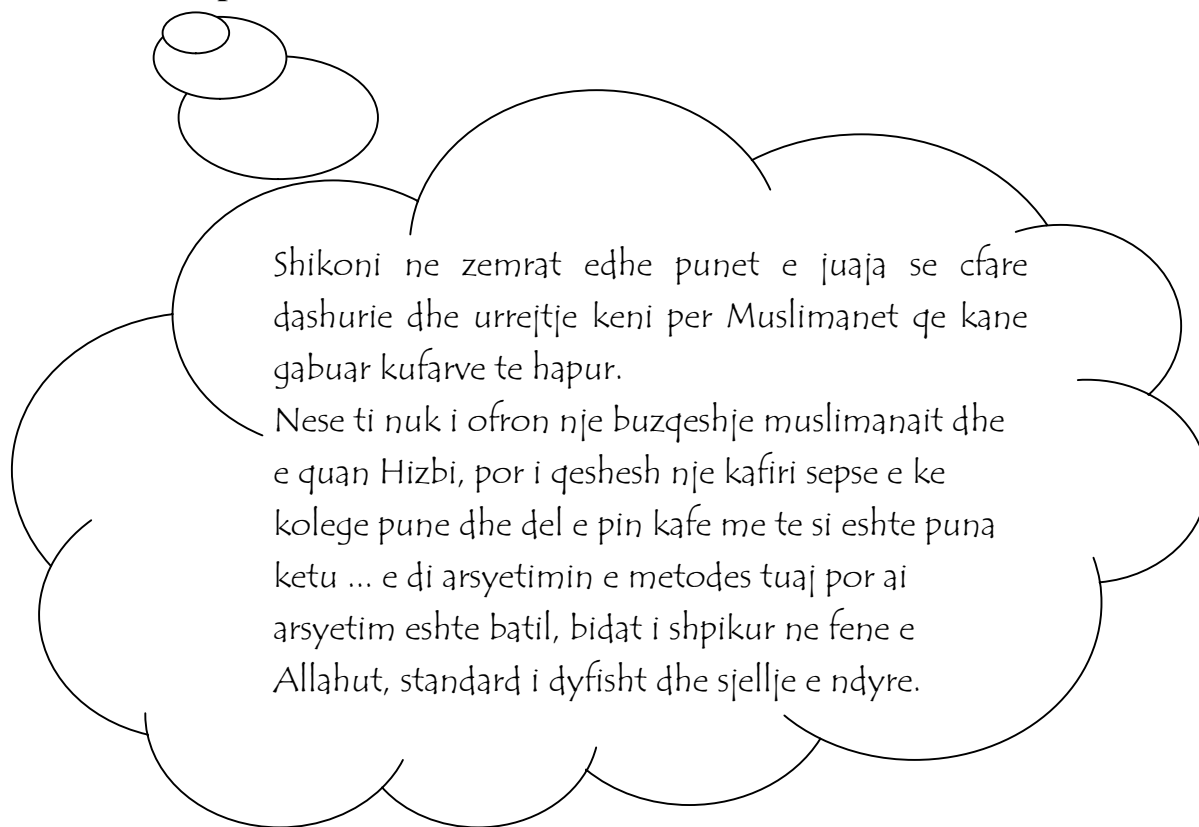 Shikoni ne zemrat edhe punet e juaja se cfare
dashurie dhe urrejtje keni per Muslimanet qe kane
gabuar kufarve te hapur.
Nese ti nuk i ofron nje buzqeshje muslimanait dhe
e quan Hizbi, por i qeshesh nje kafiri sepse e ke
kolege pune dhe del e pin kafe me te si eshte puna
ketu ... e di arsyetimin e metodes tuaj por ai
arsyetim eshte batil, bidat i shpikur ne fene e
Allahut, standard i dyfisht dhe sjellje e ndyre.